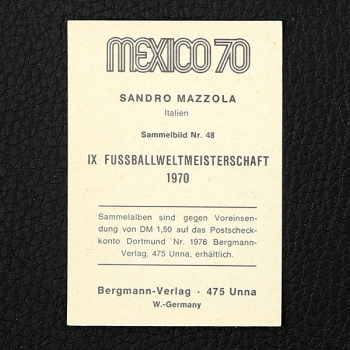 MEXICO 70
SANDRO MAZZOLA
Italien
Sammelbild Nr. 48
IX FUSSBALLWELTMEISTERSCHAFT
1970
Sammelalben sind gegen Voreinsen-
dung von DM 1,50 auf das Postscheck-
konto Dortmund Nr. 1976 Bergmann-
Verlag, 475 Unna, erhältlich.
Bergmann-Verlag · 475 Unna
W.-Germany